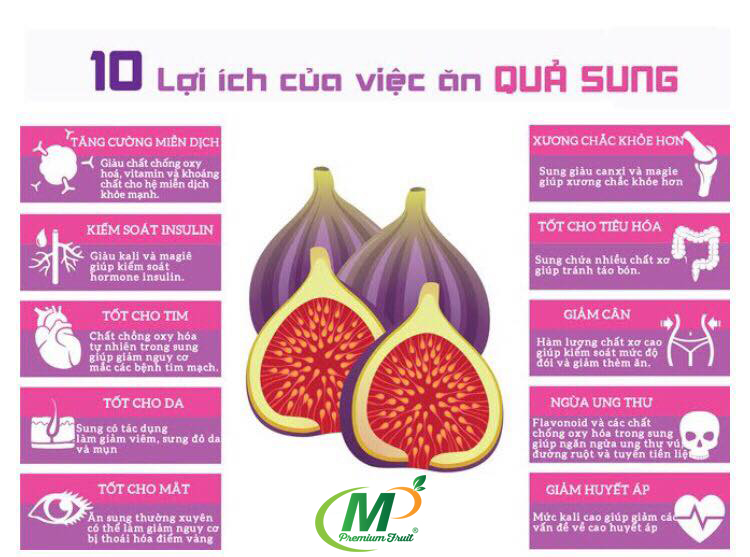 10 Lợi ích của việc ăn QUẢ SUNG
TĂNG CƯỜNG MIỄN DỊCH
Giàu chất chống oxy
hoá, vitamin và khoáng
chất cho hệ miễn dịch
khỏe mạnh.
KIỂM SOÁT INSULIN
Giàu kali và magiê
giúp kiểm soát
hormone insulin.
TỐT CHO TIM
Chất chống oxy hóa
tự nhiên trong sung
giúp giảm nguy cơ
mắc các bệnh tim mạch.
TỐT CHO DA
Sung có tác dụng
làm giảm viêm, sưng đỏ da
và mụn
TỐT CHO MẮT
Ăn sung thường xuyên
có thể làm giảm nguy cơ
bị thoái hóa điểm vàng
XƯƠNG CHẮC KHỎE HƠN
Sung giàu canxi và magie
giúp xương chắc khỏe hơn
TỐT CHO TIÊU HÓA
Sung chứa nhiều chất xơ
giúp tránh táo bón.
GIẢM CÂN
Hàm lượng chất xơ cao
giúp kiểm soát mức độ
đói và giảm thèm ăn.
NGỪA UNG THƯ
Flavonoid và các chất
chống oxy hóa trong sung
giúp ngăn ngừa ung thư vú,
đường ruột và tuyến tiền liệt
GIẢM HUYẾT ÁP
Mức kali cao giúp giảm các
vấn đề về cao huyết áp
M
Premium Fruit®